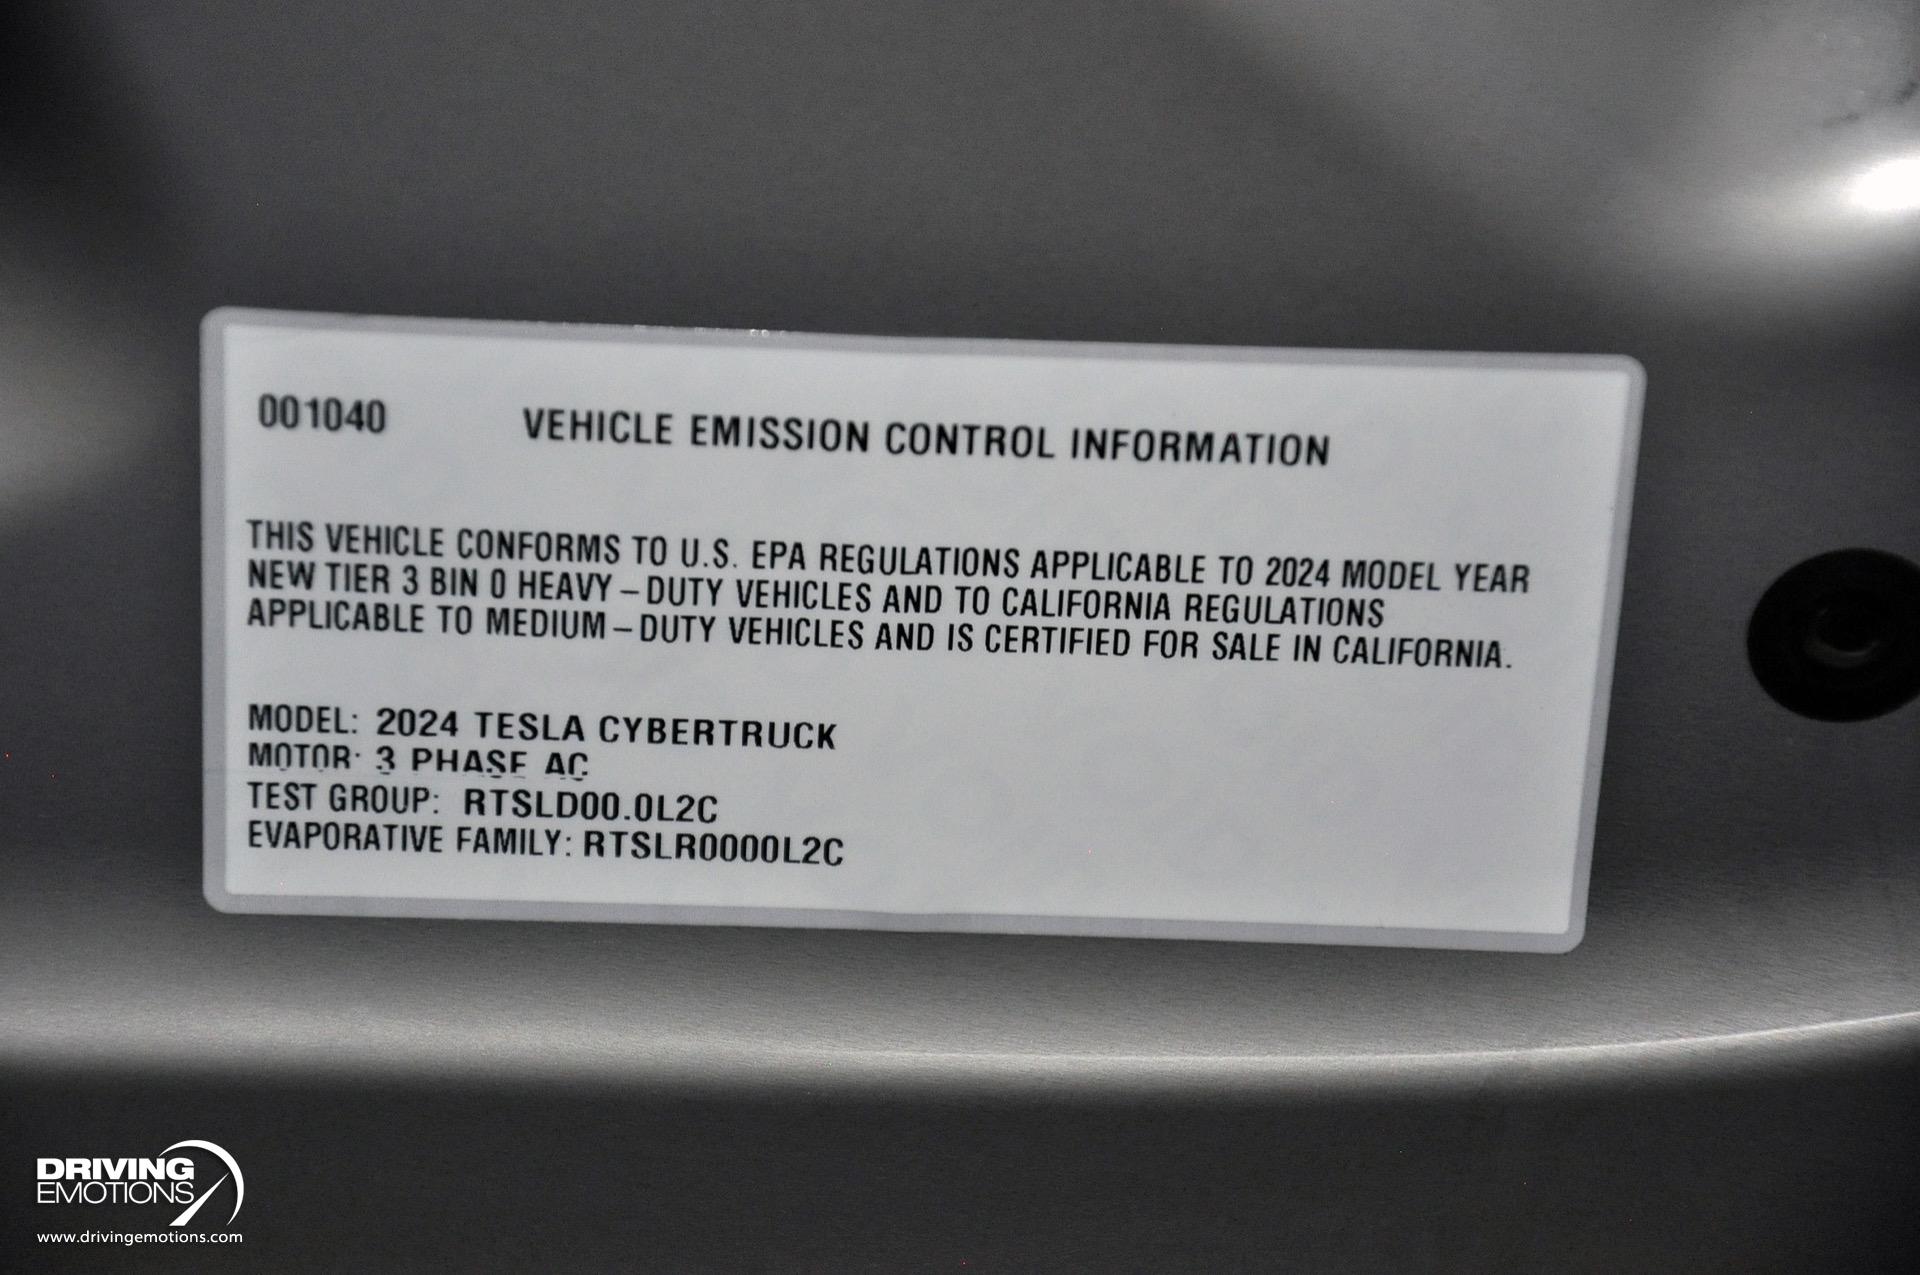 001040 VEHICLE EMISSION CONTROL INFORMATION
THIS VEHICLE CONFORMS TO U.S. EPA REGULATIONS APPLICABLE TO 2024 MODEL YEAR
NEW TIER 3 BIN 0 HEAVY – DUTY VEHICLES AND TO CALIFORNIA REGULATIONS
APPLICABLE TO MEDIUM – DUTY VEHICLES AND IS CERTIFIED FOR SALE IN CALIFORNIA.
MODEL: 2024 TESLA CYBERTRUCK
MOTOR: 3 PHASE AC
TEST GROUP: RTSLD00.0L2C
EVAPORATIVE FAMILY: RTSLR0000L2C
DRIVING
EMOTIONS
www.drivingemotions.com